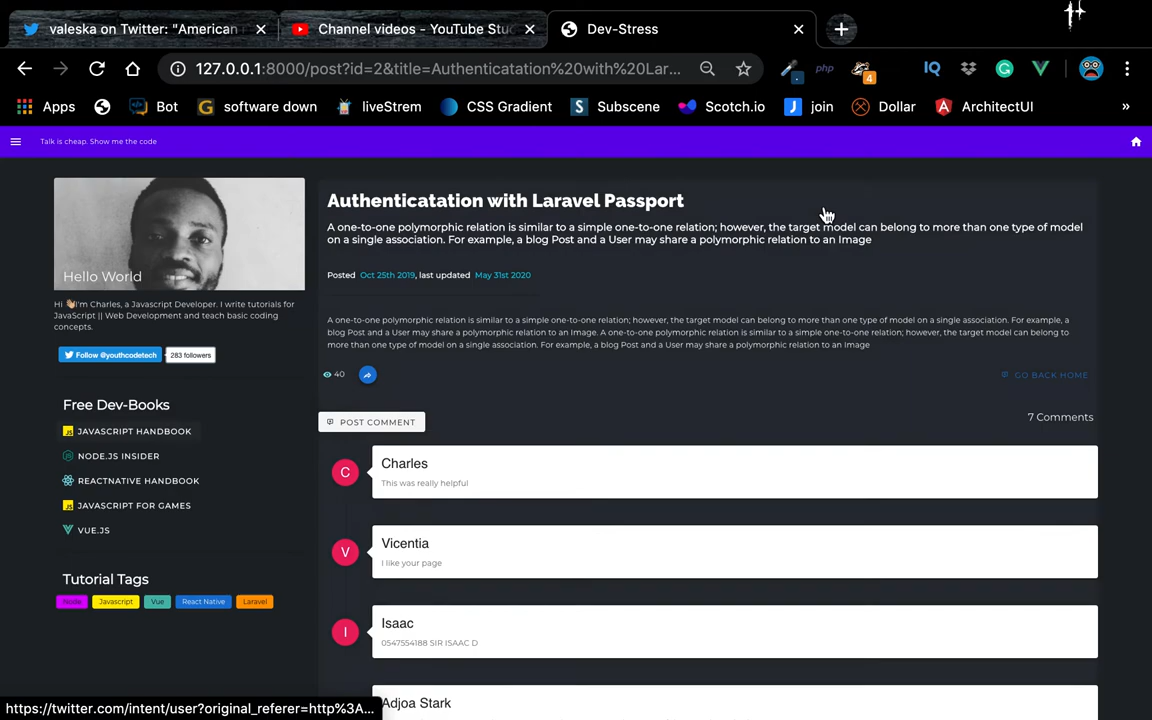 valeska on Twitter: "American
Channel videos - YouTube Stu
Dev-Stress
127.0.0.1:8000/post?id=2&title=Authenticatation%20with%20Lar...
php
4
IQ
Apps
Bot
G software down
liveStrem
CSS Gradient
S Subscene
Scotch.io
J join
Dollar
A ArchitectUI
»
Talk is cheap. Show me the code
Hello World
Hi 👋🏽I'm Charles, a Javascript Developer. I write tutorials for
JavaScript || Web Development and teach basic coding
concepts.
Follow @youthcodetech
283 followers
Free Dev-Books
JAVASCRIPT HANDBOOK
NODE.JS INSIDER
REACTNATIVE HANDBOOK
JAVASCRIPT FOR GAMES
VUE.JS
Tutorial Tags
Node Javascript Vue React Native Laravel
Authenticatation with Laravel Passport
A one-to-one polymorphic relation is similar to a simple one-to-one relation; however, the target model can belong to more than one type of model
on a single association. For example, a blog Post and a User may share a polymorphic relation to an Image
Posted Oct 25th 2019, last updated May 31st 2020
A one-to-one polymorphic relation is similar to a simple one-to-one relation; however, the target model can belong to more than one type of model on a single association. For example, a
blog Post and a User may share a polymorphic relation to an Image. A one-to-one polymorphic relation is similar to a simple one-to-one relation; however, the target model can belong to
more than one type of model on a single association. For example, a blog Post and a User may share a polymorphic relation to an Image
40
GO BACK HOME
POST COMMENT
7 Comments
C
Charles
This was really helpful
V
Vicentia
I like your page
I
Isaac
0547554188 SIR ISAAC D
Adjoa Stark
https://twitter.com/intent/user?original_referer=http%3A...